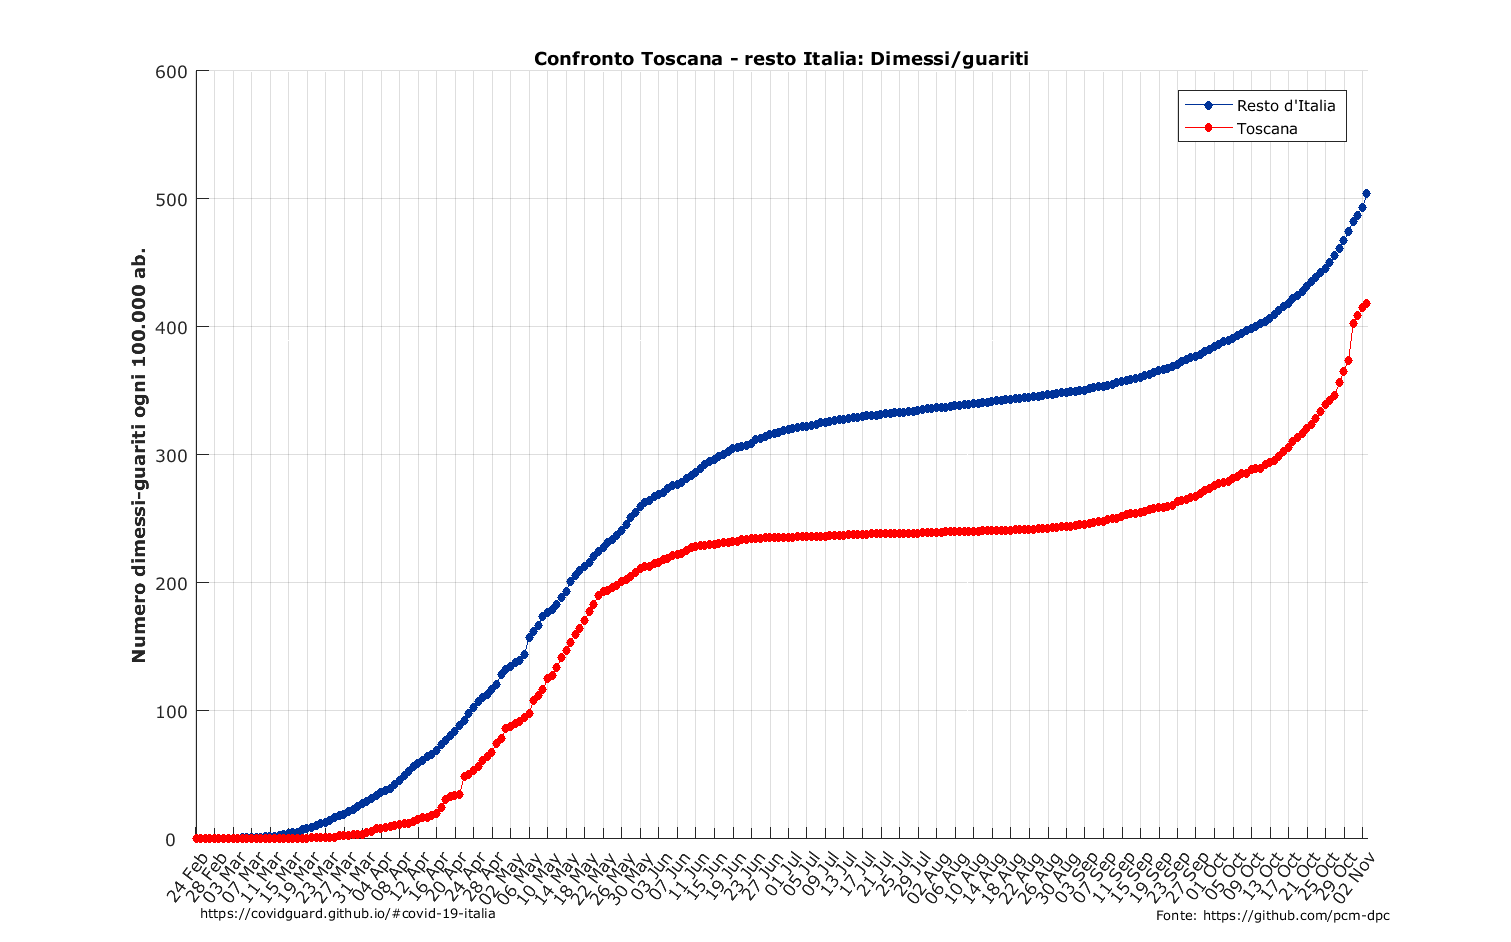 Confronto Toscana - resto Italia: Dimessi/guariti
Resto d'Italia
Toscana
Numero dimessi-guariti ogni 100.000 ab.
600
500
400
300
200
100
0
24 Feb
28 Feb
03 Mar
07 Mar
11 Mar
15 Mar
19 Mar
23 Mar
27 Mar
31 Mar
04 Apr
08 Apr
12 Apr
16 Apr
20 Apr
24 Apr
28 Apr
02 May
06 May
10 May
14 May
18 May
22 May
26 May
30 May
03 Jun
07 Jun
11 Jun
15 Jun
19 Jun
23 Jun
27 Jun
01 Jul
05 Jul
09 Jul
13 Jul
17 Jul
21 Jul
25 Jul
29 Jul
02 Aug
06 Aug
10 Aug
14 Aug
18 Aug
22 Aug
26 Aug
30 Aug
03 Sep
07 Sep
11 Sep
15 Sep
19 Sep
23 Sep
27 Sep
01 Oct
05 Oct
09 Oct
13 Oct
17 Oct
21 Oct
25 Oct
29 Oct
02 Nov
https://covidguard.github.io/#covid-19-italia
Fonte: https://github.com/pcm-dpc